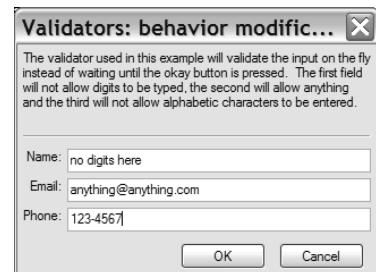 Validators: behavior modific...
The validator used in this example will validate the input on the fly
instead of waiting until the okay button is pressed. The first field
will not allow digits to be typed, the second will allow anything
and the third will not allow alphabetic characters to be entered.
Name: no digits here
Email: anything@anything.com
Phone: 123-4567
OK Cancel